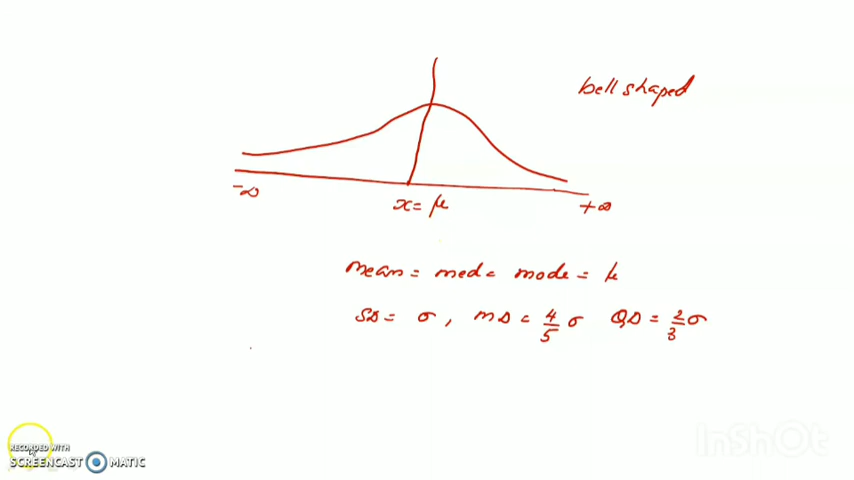 bell shaped
-∞
x = μ
+∞
mean = med = mode = μ
SD = σ, MD = 4/5 σ QD = 2/3 σ
InShOt
RECORDED WITH
SCREENCAST MATIC